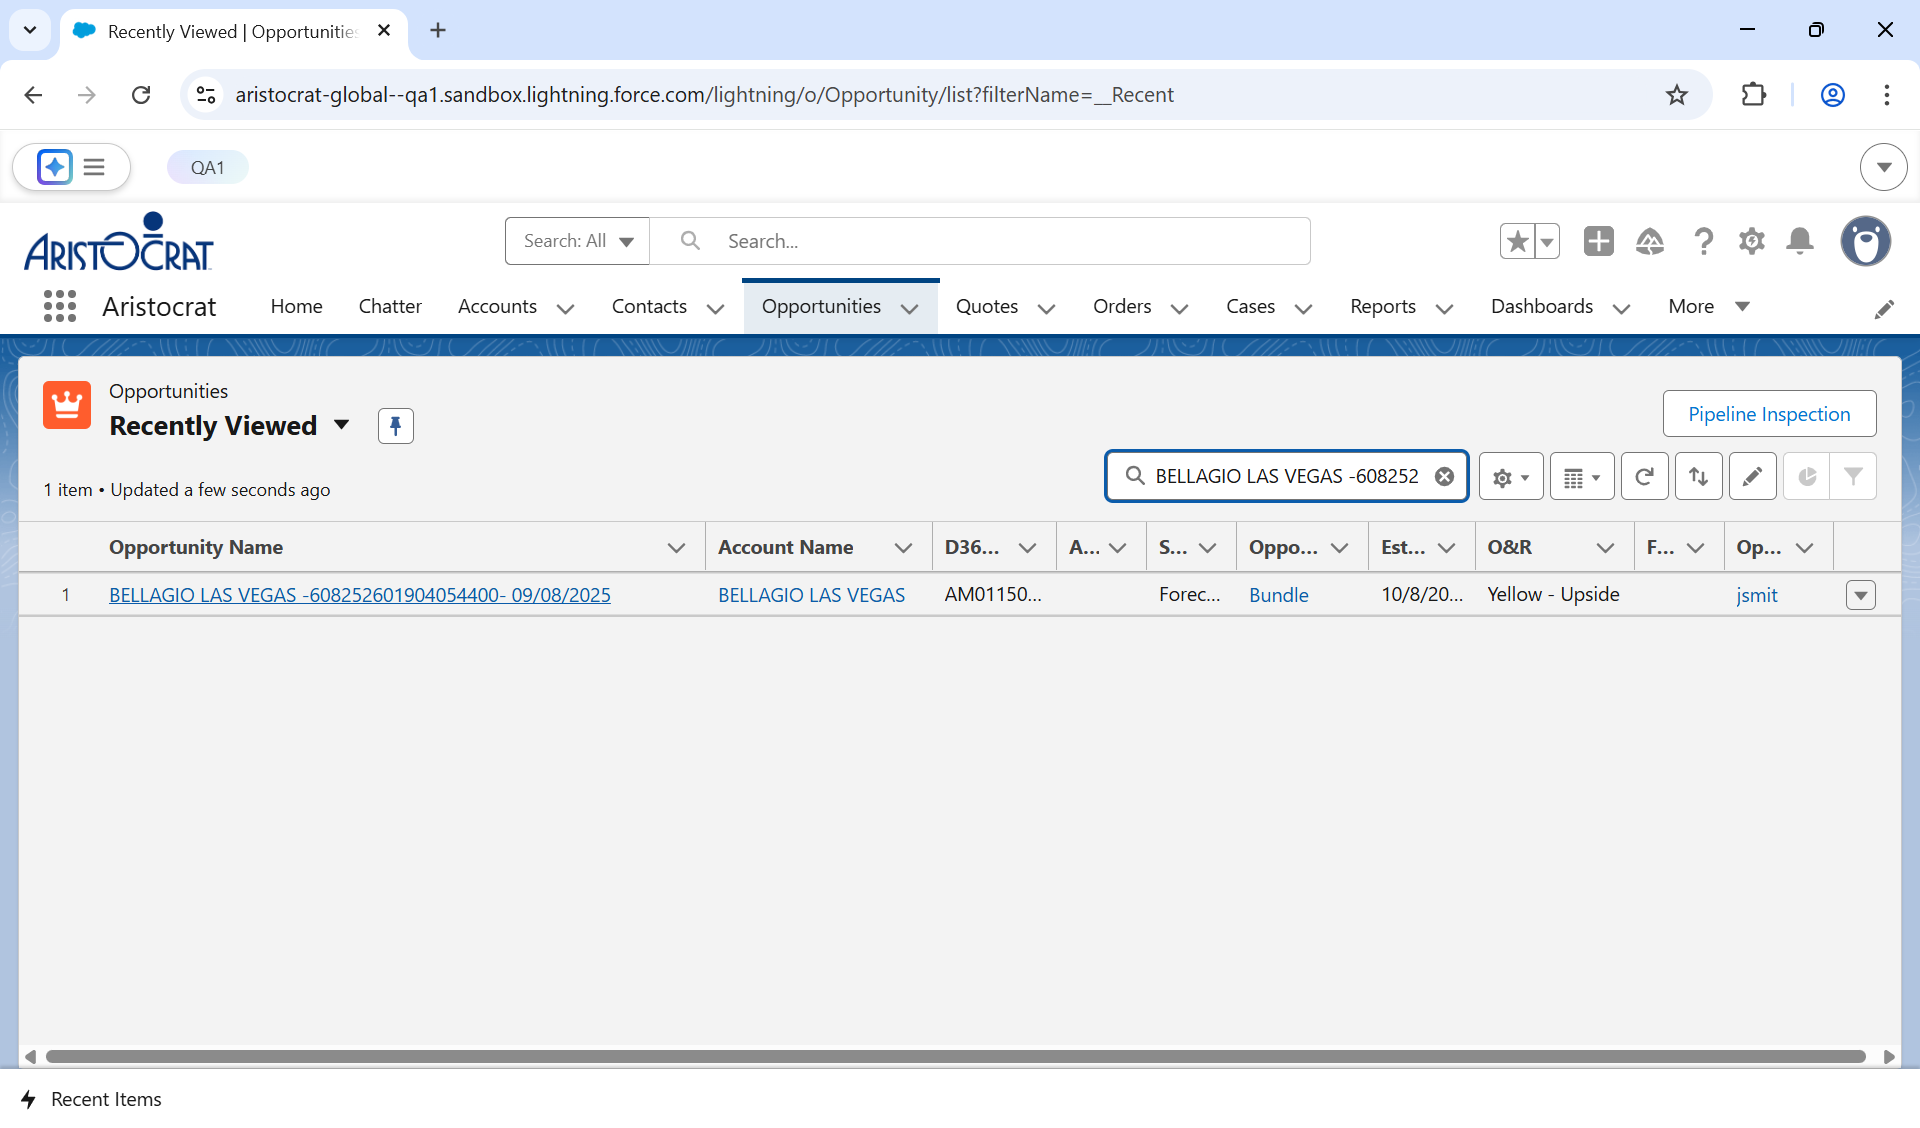 Recently Viewed | Opportunities
aristocrat-global--qa1.sandbox.lightning.force.com/lightning/o/Opportunity/list?filterName=__Recent
QA1
ARISTOCRAT
Search: All
Search...
Aristocrat
Home
Chatter
Accounts
Contacts
Opportunities
Quotes
Orders
Cases
Reports
Dashboards
More
Opportunities
Recently Viewed
Pipeline Inspection
1 item • Updated a few seconds ago
BELLAGIO LAS VEGAS -608252
Opportunity Name
Account Name
D36...
A...
S...
Oppo...
Est...
O&R
F...
Op...
1
BELLAGIO LAS VEGAS -608252601904054400- 09/08/2025
BELLAGIO LAS VEGAS
AM01150...
Forec...
Bundle
10/8/20...
Yellow - Upside
jsmit
Recent Items